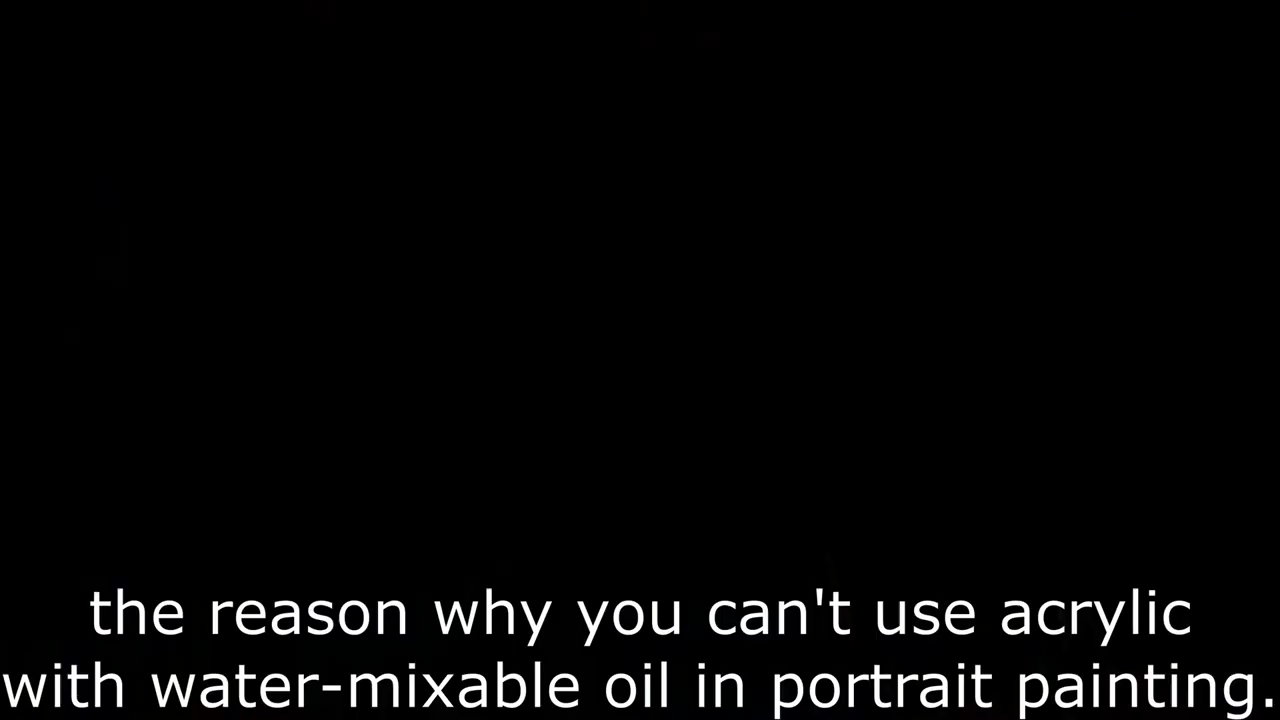 the reason why you can't use acrylic
with water-mixable oil in portrait painting.